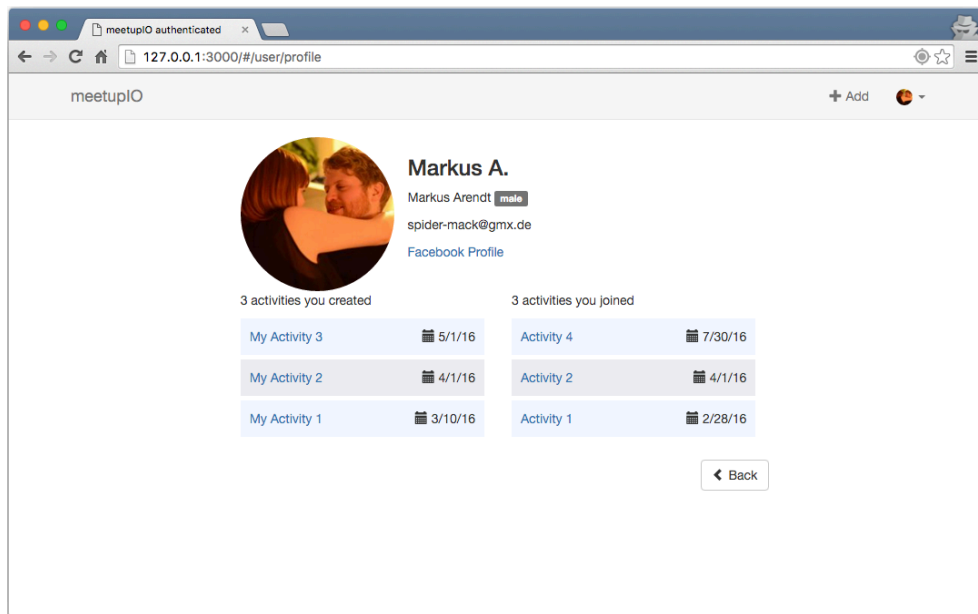 meetupIO authenticated
127.0.0.1:3000/#/user/profile
meetupIO
Add
Markus A.
Markus Arendt male
spider-mack@gmx.de
Facebook Profile
3 activities you created
My Activity 3 5/1/16
My Activity 2 4/1/16
My Activity 1 3/10/16
3 activities you joined
Activity 4 7/30/16
Activity 2 4/1/16
Activity 1 2/28/16
Back